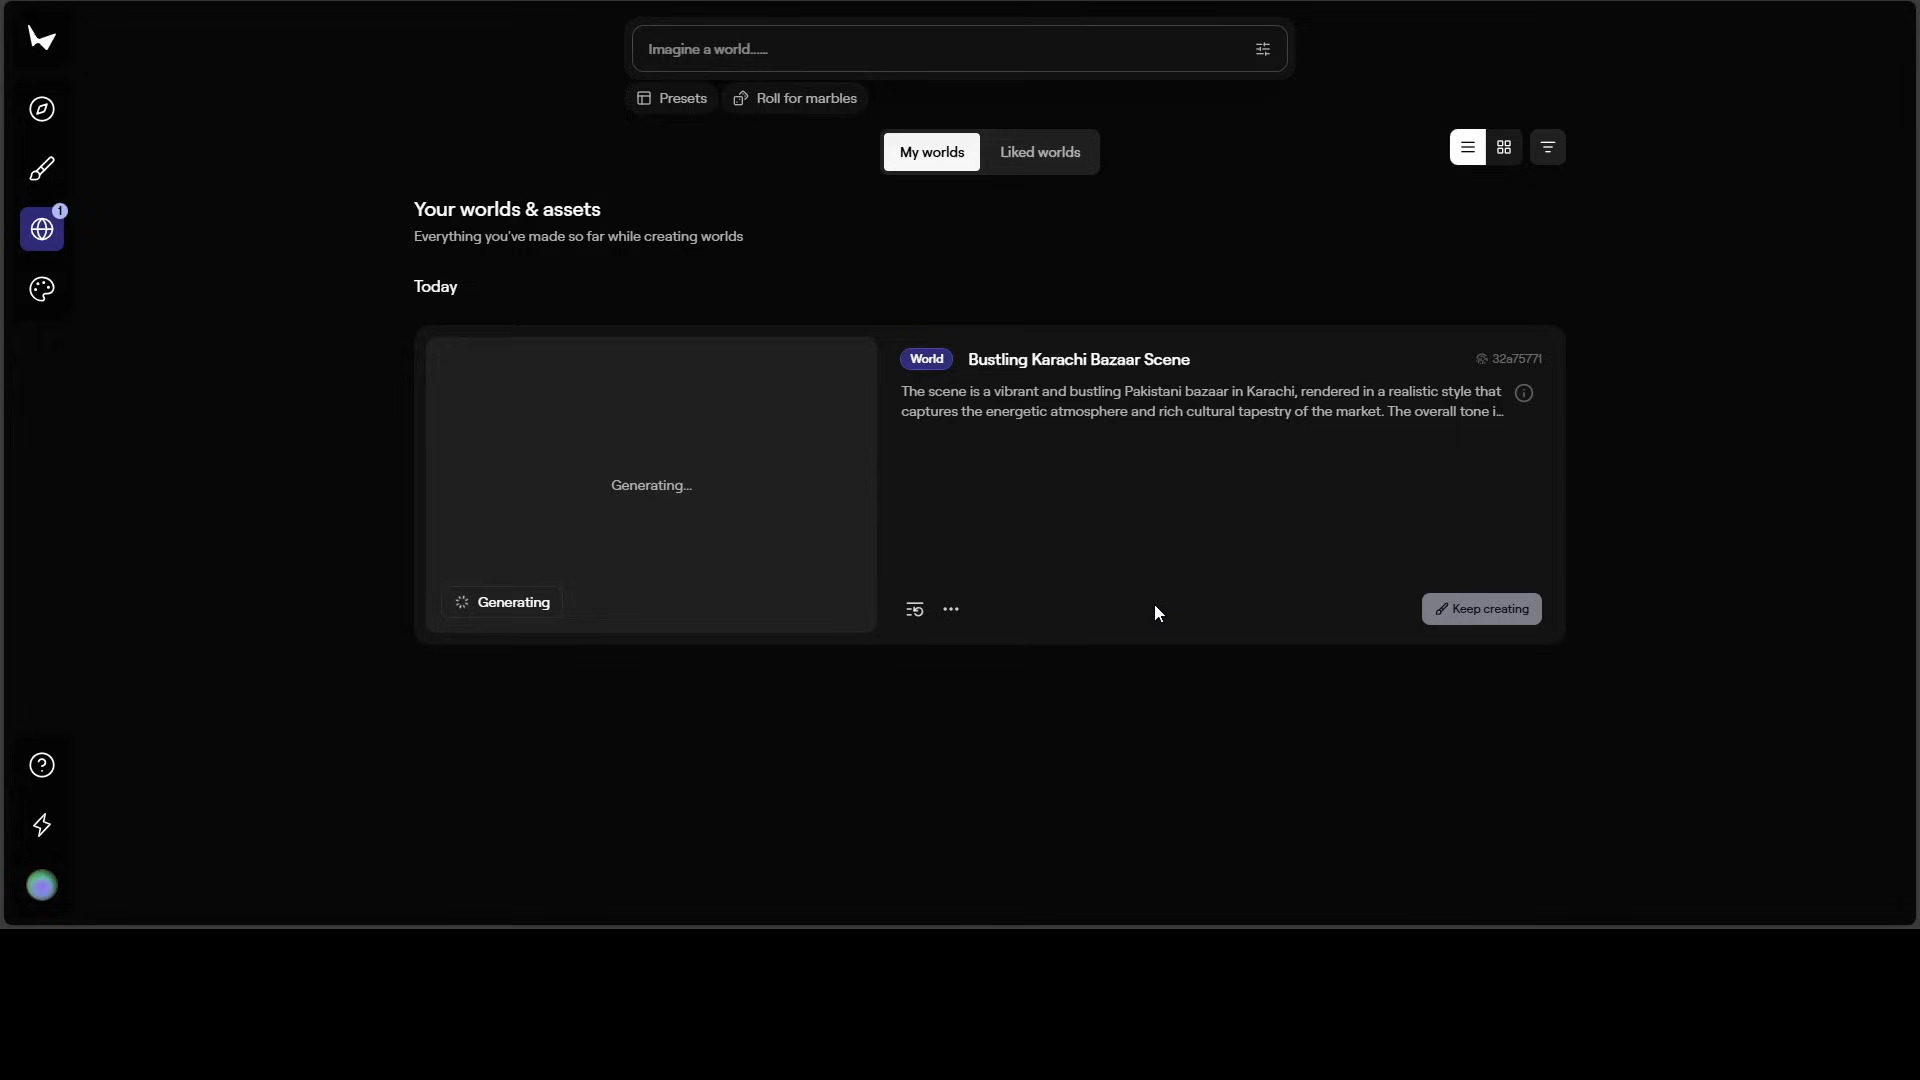 Imagine a world......
Presets
Roll for marbles
My worlds
Liked worlds
1
Your worlds & assets
Everything you've made so far while creating worlds
Today
World
Bustling Karachi Bazaar Scene
32a75771
The scene is a vibrant and bustling Pakistani bazaar in Karachi, rendered in a realistic style that
captures the energetic atmosphere and rich cultural tapestry of the market. The overall tone i...
Generating...
Generating
Keep creating